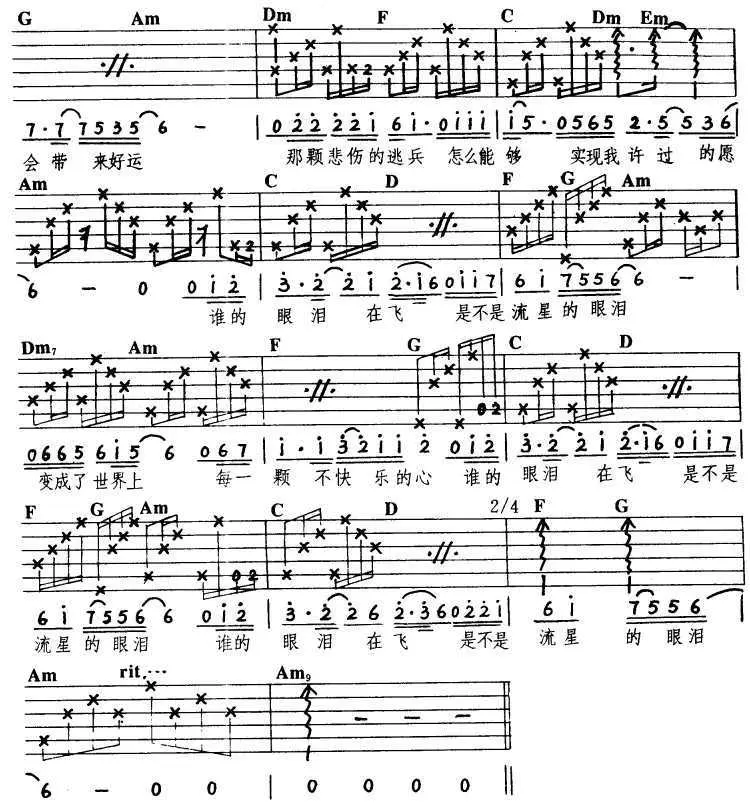 G Am Dm F C Dm Em
7·7 7535 6 - 0 22 221 61· 0111 15· 0565 2·5 536
会带 来好运 那颗悲伤的逃兵 怎么能够 实现我许过的愿
Am C D F G Am
6 - 0 012 3·2 21 2·16 0117 61 7556 6 -
谁的 眼泪 在飞 是不是流星的眼泪
Dm7 Am F G C D
0665 615 6 067 1·1 3211 2 012 3·2 21 2·16 0117
变成了世界上 每一颗 不快乐的心 谁的 眼泪 在飞 是不是
F G Am C D 2/4 F G
61 7556 6 012 3·2 26 2·36 0221 61 7556
流星的眼泪 谁的 眼泪 在飞 是不是 流星 的眼泪
Am rit.... Am9
6 - 0 0 0 0 0 0